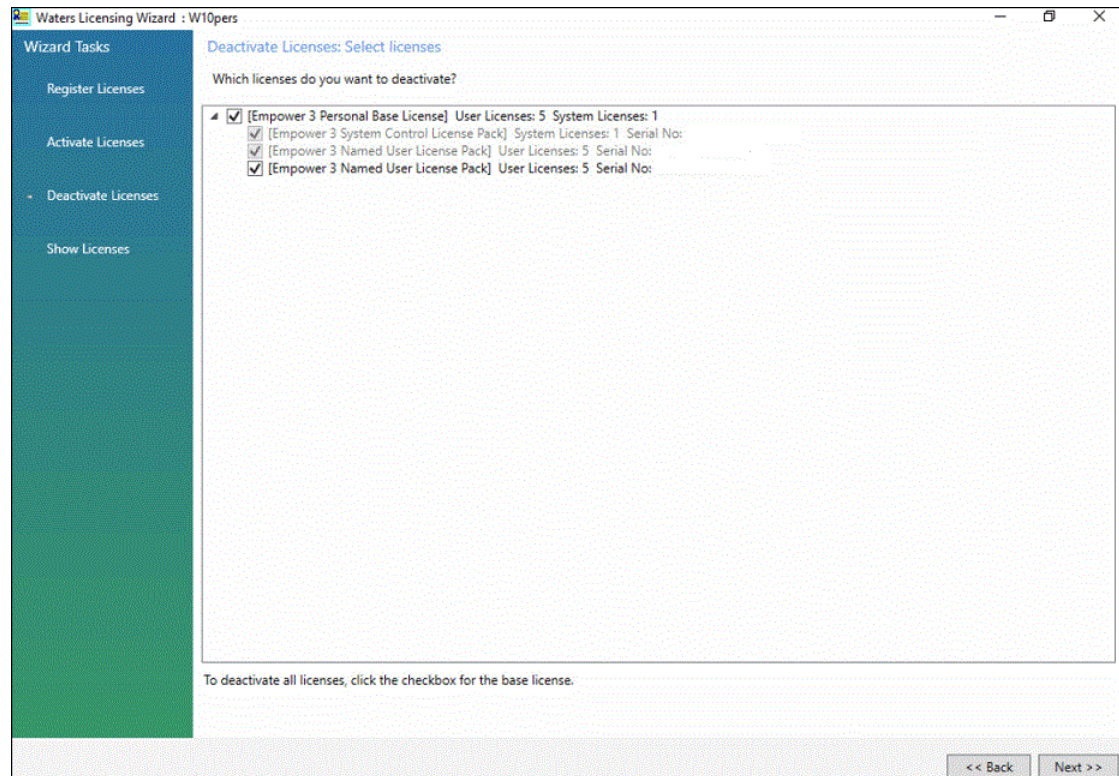 Waters Licensing Wizard : W10pers
Wizard Tasks
Register Licenses
Activate Licenses
Deactivate Licenses
Show Licenses
Deactivate Licenses: Select licenses
Which licenses do you want to deactivate?
[Empower 3 Personal Base License] User Licenses: 5 System Licenses: 1
[Empower 3 System Control License Pack] System Licenses: 1 Serial No:
[Empower 3 Named User License Pack] User Licenses: 5 Serial No:
[Empower 3 Named User License Pack] User Licenses: 5 Serial No:
To deactivate all licenses, click the checkbox for the base license.
<< Back Next >>